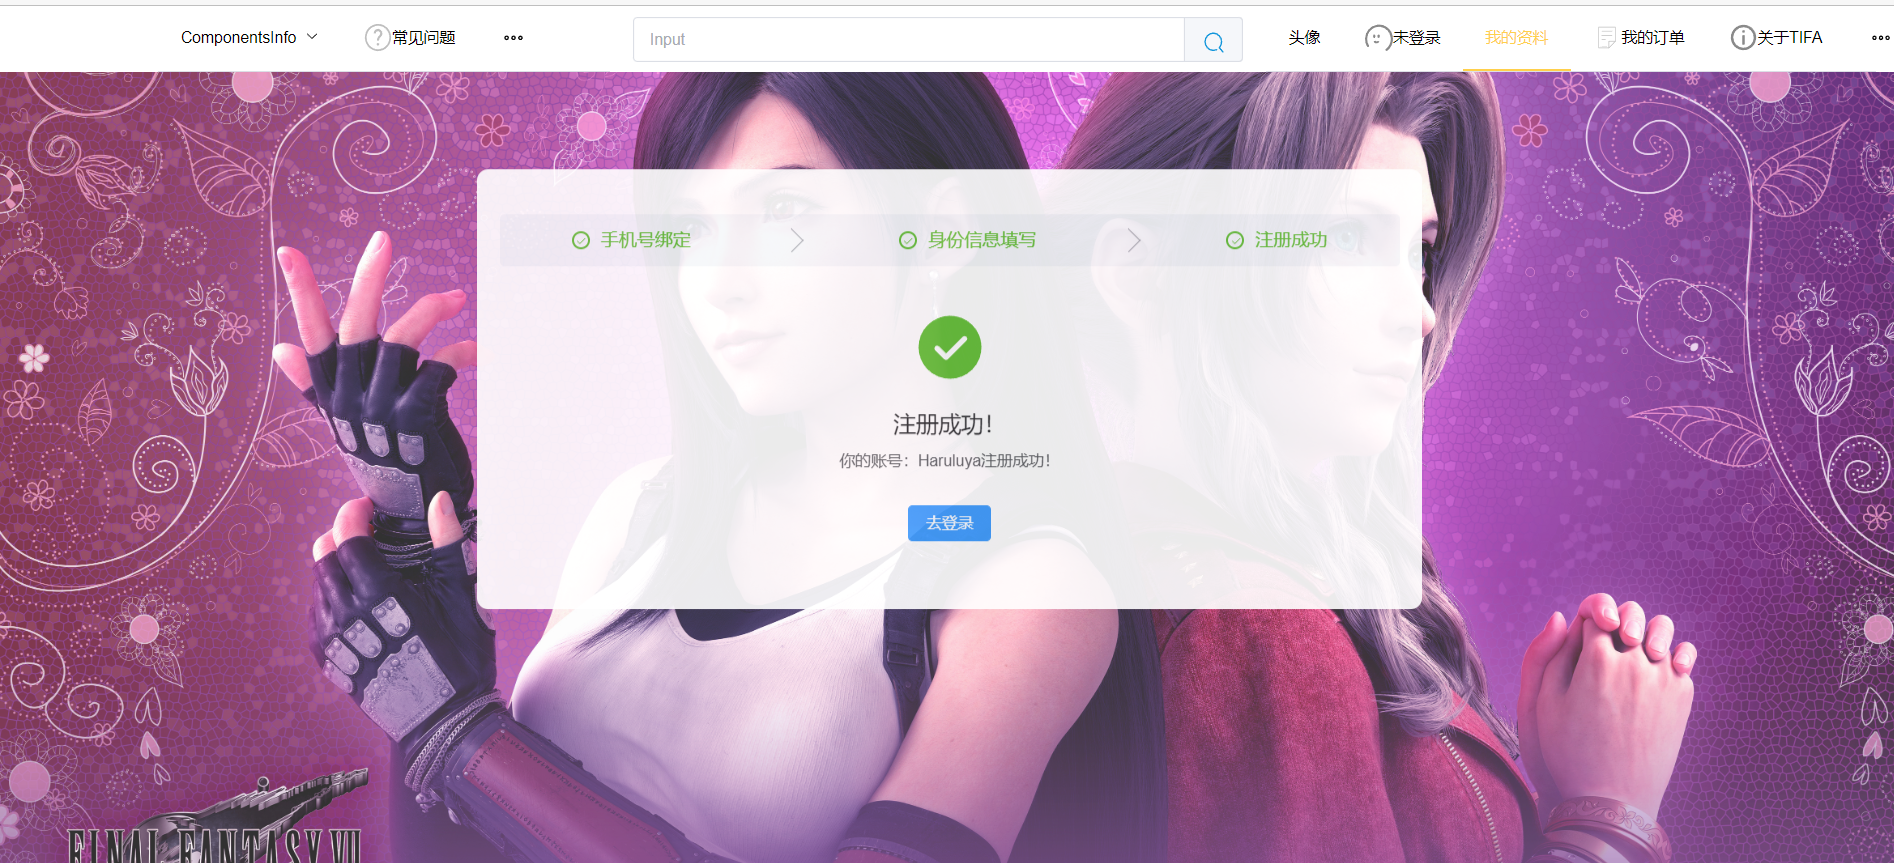 ComponentsInfo
常见问题
Input
头像
未登录
我的资料
我的订单
关于TIFA
手机号绑定
身份信息填写
注册成功
注册成功！
你的账号：Haruluya注册成功！
去登录
FINAL FANTASY VII